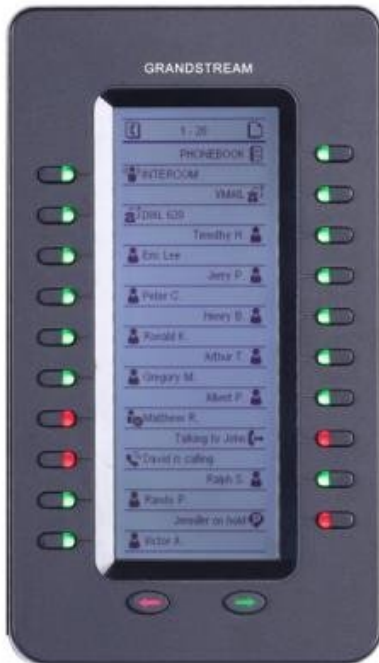 GRANDSTREAM
1 - 20
PHONEBOOK
INTERCOM
VMAIL
DIAL 639
Timothy H.
Eric Lee
Jerry P.
Peter C.
Henry B.
Ronald K.
Arthur T.
Gregory M.
Albert P.
Matthew R.
Talking to John
David is calling
Ralph S.
Randy P.
Jennifer on hold
Victor A.